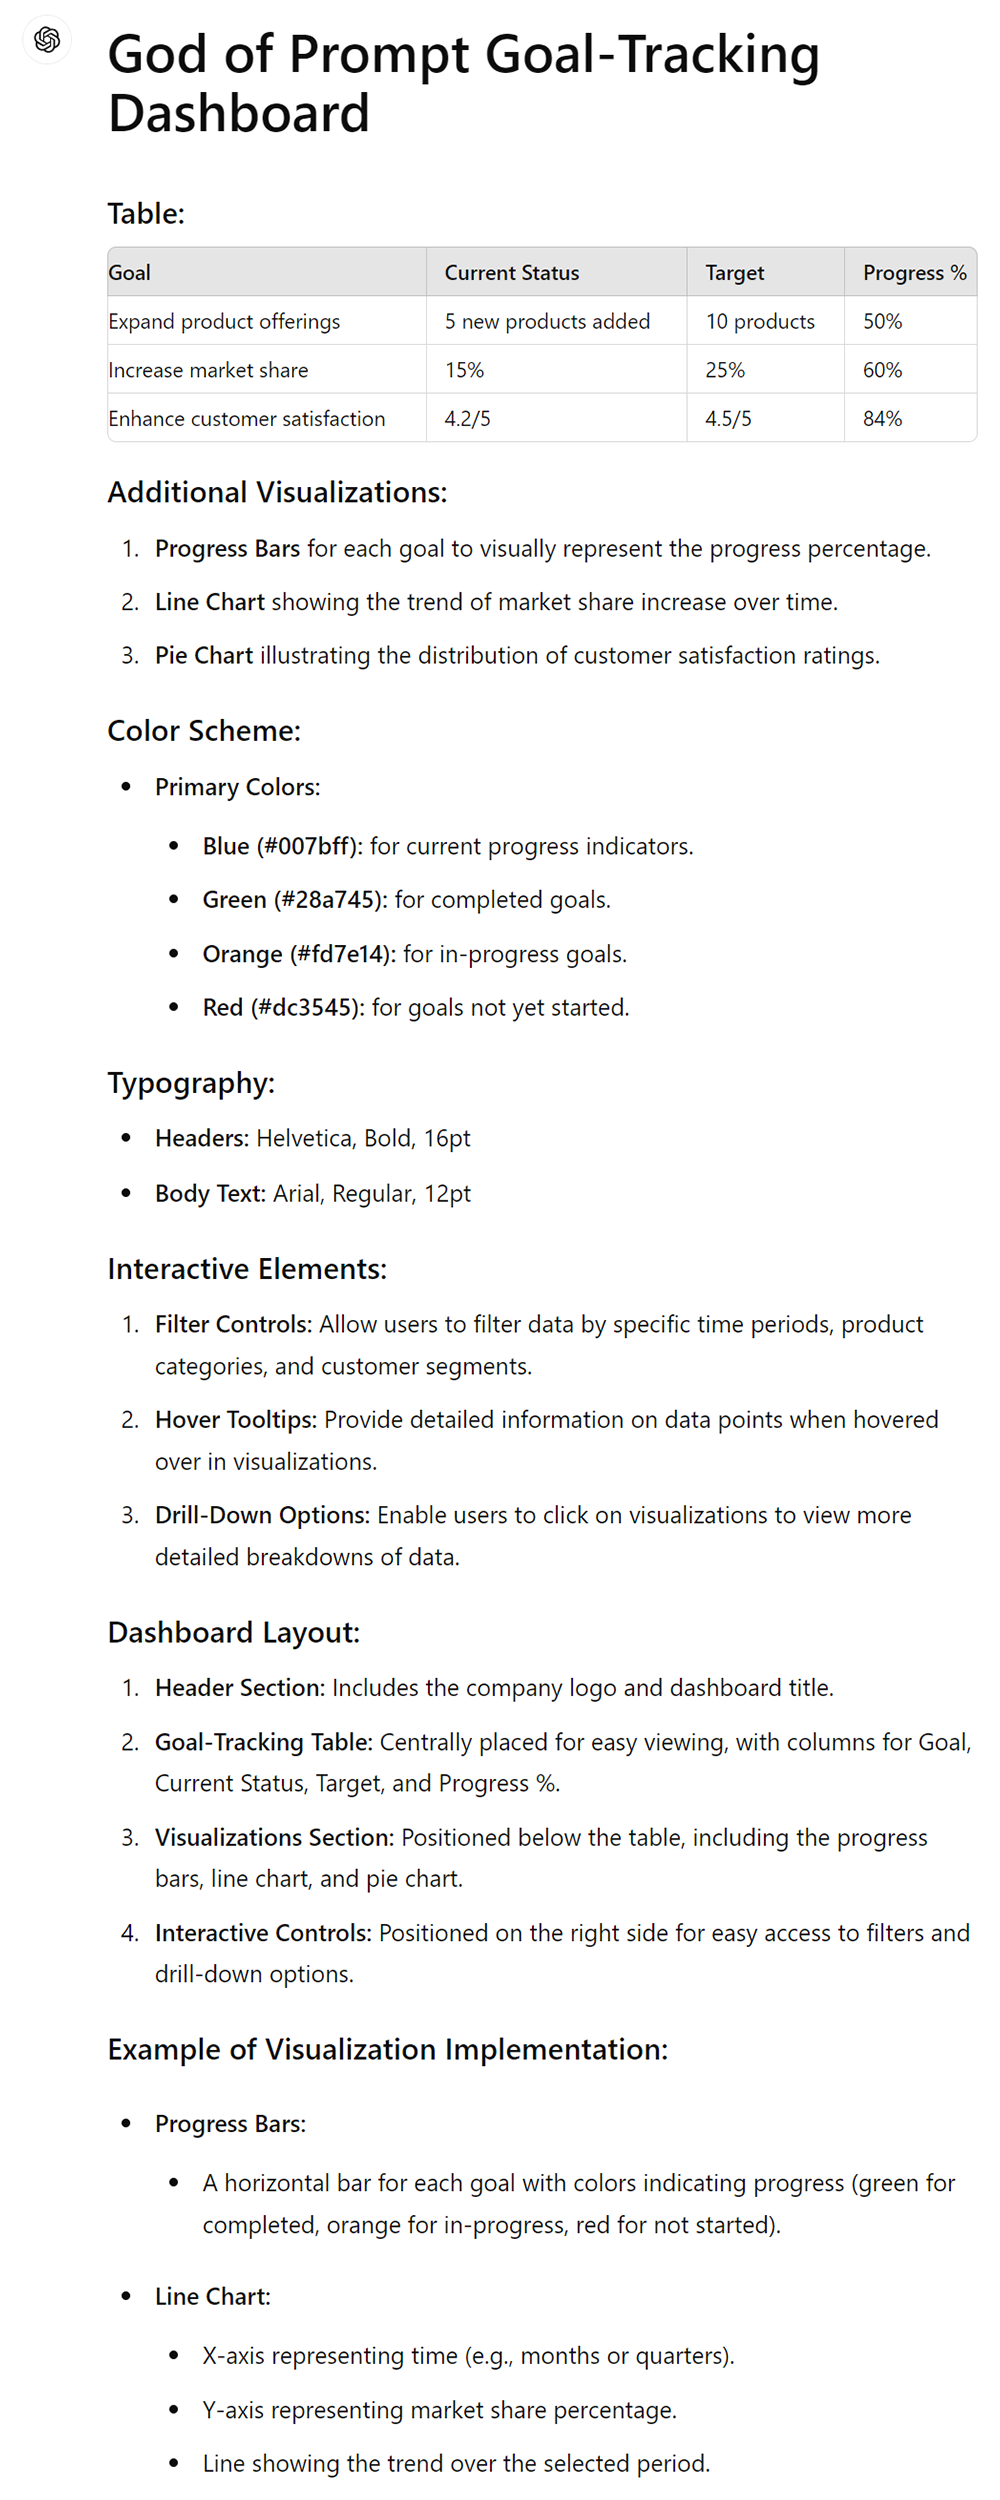 God of Prompt Goal-Tracking
Dashboard
Table:
Goal Current Status Target Progress %
Expand product offerings 5 new products added 10 products 50%
Increase market share 15% 25% 60%
Enhance customer satisfaction 4.2/5 4.5/5 84%
Additional Visualizations:
1. Progress Bars for each goal to visually represent the progress percentage.
2. Line Chart showing the trend of market share increase over time.
3. Pie Chart illustrating the distribution of customer satisfaction ratings.
Color Scheme:
• Primary Colors:
• Blue (#007bff): for current progress indicators.
• Green (#28a745): for completed goals.
• Orange (#fd7e14): for in-progress goals.
• Red (#dc3545): for goals not yet started.
Typography:
• Headers: Helvetica, Bold, 16pt
• Body Text: Arial, Regular, 12pt
Interactive Elements:
1. Filter Controls: Allow users to filter data by specific time periods, product
categories, and customer segments.
2. Hover Tooltips: Provide detailed information on data points when hovered
over in visualizations.
3. Drill-Down Options: Enable users to click on visualizations to view more
detailed breakdowns of data.
Dashboard Layout:
1. Header Section: Includes the company logo and dashboard title.
2. Goal-Tracking Table: Centrally placed for easy viewing, with columns for Goal,
Current Status, Target, and Progress %.
3. Visualizations Section: Positioned below the table, including the progress
bars, line chart, and pie chart.
4. Interactive Controls: Positioned on the right side for easy access to filters and
drill-down options.
Example of Visualization Implementation:
• Progress Bars:
• A horizontal bar for each goal with colors indicating progress (green for
completed, orange for in-progress, red for not started).
• Line Chart:
• X-axis representing time (e.g., months or quarters).
• Y-axis representing market share percentage.
• Line showing the trend over the selected period.